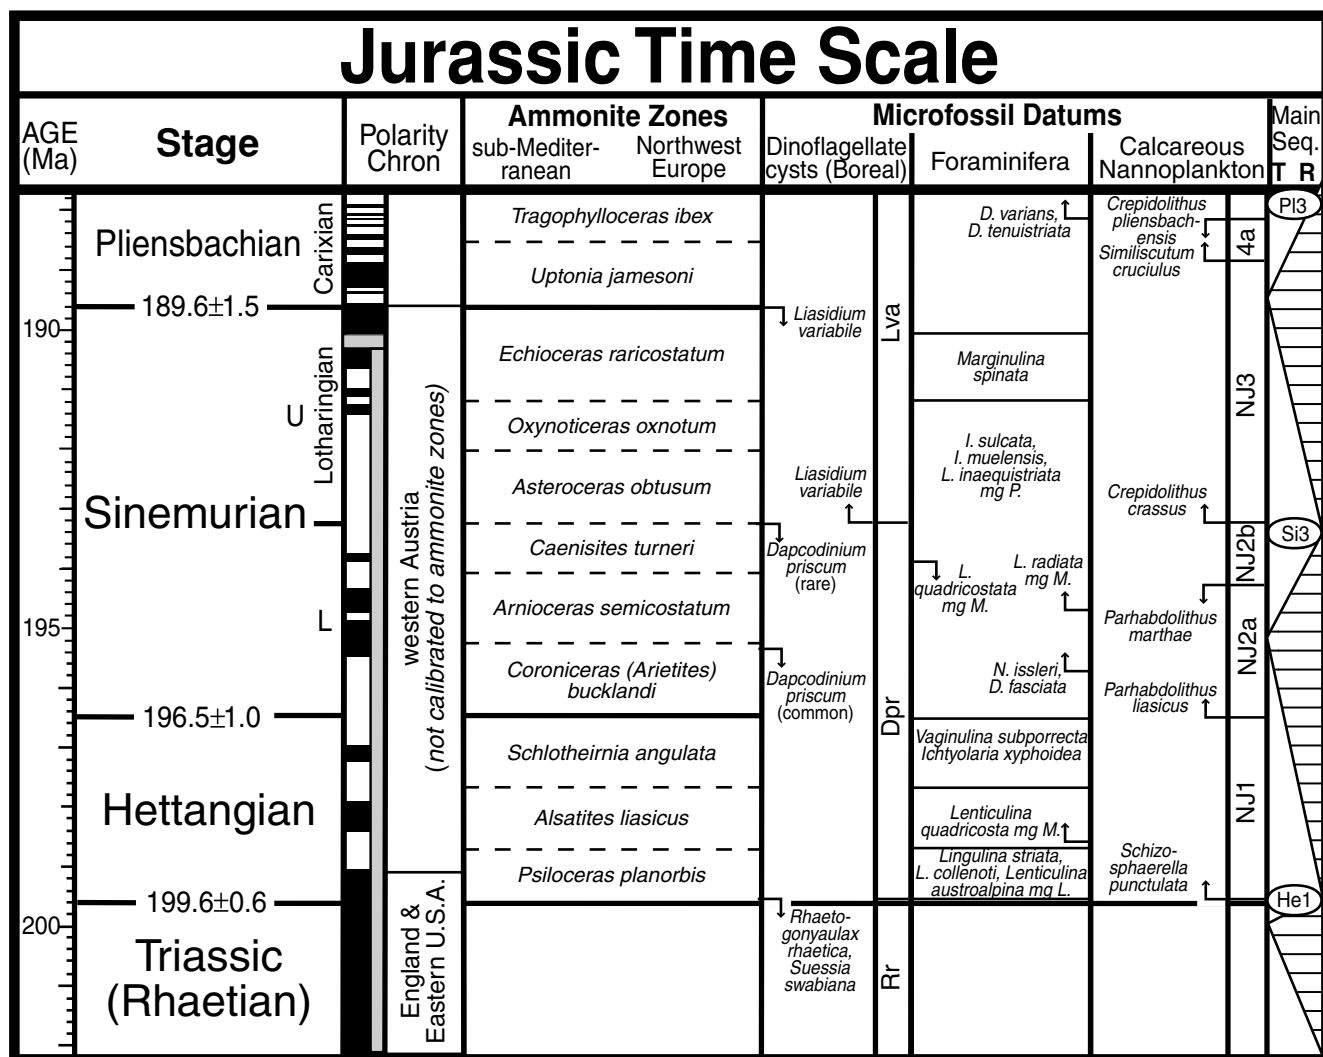 Jurassic Time Scale
AGE
(Ma)
Stage
Polarity
Chron
Ammonite Zones
sub-Mediter-
ranean
Northwest
Europe
Microfossil Datums
Dinoflagellate
cysts (Boreal)
Foraminifera
Calcareous
Nannoplankton
Main
Seq.
T R
190
195
200
Pliensbachian
Carixian
189.6±1.5
Lotharingian
U
Sinemurian
L
196.5±1.0
Hettangian
199.6±0.6
Triassic
(Rhaetian)
western Austria
(not calibrated to ammonite zones)
England &
Eastern U.S.A.
Tragophylloceras ibex
Uptonia jamesoni
Echioceras raricostatum
Oxynoticeras oxnotum
Asteroceras obtusum
Caenisites turneri
Arnioceras semicostatum
Coroniceras (Arietites)
bucklandi
Schlotheirnia angulata
Alsatites liasicus
Psiloceras planorbis
Liasidium
variabile
Liasidium
variabile
Dapcodinium
priscum
(rare)
Dapcodinium
priscum
(common)
Rhaeto-
gonyaulax
rhaetica,
Suessia
swabiana
Lva
Dpr
Rr
D. varians,
D. tenuistriata
Marginulina
spinata
I. sulcata,
I. muelensis,
L. inaequistriata
mg P.
L.
quadricostata
mg M.
L. radiata
mg M.
N. issleri,
D. fasciata
Vaginulina subporrecta
Ichtyolaria xyphoidea
Lenticulina
quadricosta mg M.
Lingulina striata,
L. collenoti, Lenticulina
austroalpina mg L.
Crepidolithus
pliensbach-
ensis
Similiscutum
cruciulus
Crepidolithus
crassus
Parhabdolithus
marthae
Parhabdolithus
liasicus
Schizo-
sphaerella
punctulata
4a
NJ3
NJ2b
NJ2a
NJ1
Pl3
Si3
He1